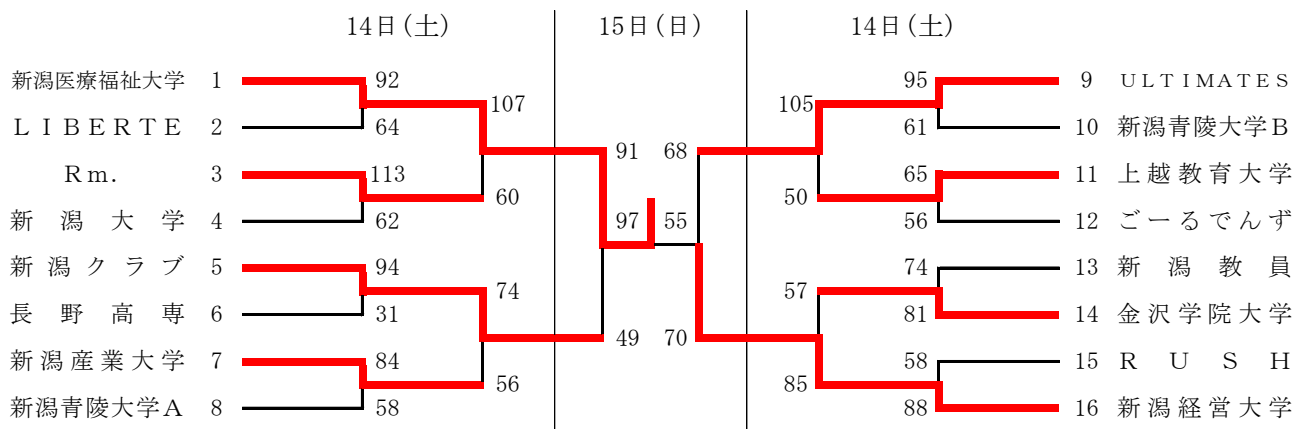 14日(土) 15日(日) 14日(土)
新潟医療福祉大学 1 92 95 9 ULTIMATES
107 105
LIBERTE 2 64 61 10 新潟青陵大学B
91 68
Rm. 3 113 65 11 上越教育大学
60 50
新潟大学 4 62 97 55 56 12 ごーるでんず
新潟クラブ 5 94 74 13 新潟教員
74 57
長野高専 6 31 81 14 金沢学院大学
49 70
新潟産業大学 7 84 58 15 RUSH
56 85
新潟青陵大学A 8 58 88 16 新潟経営大学